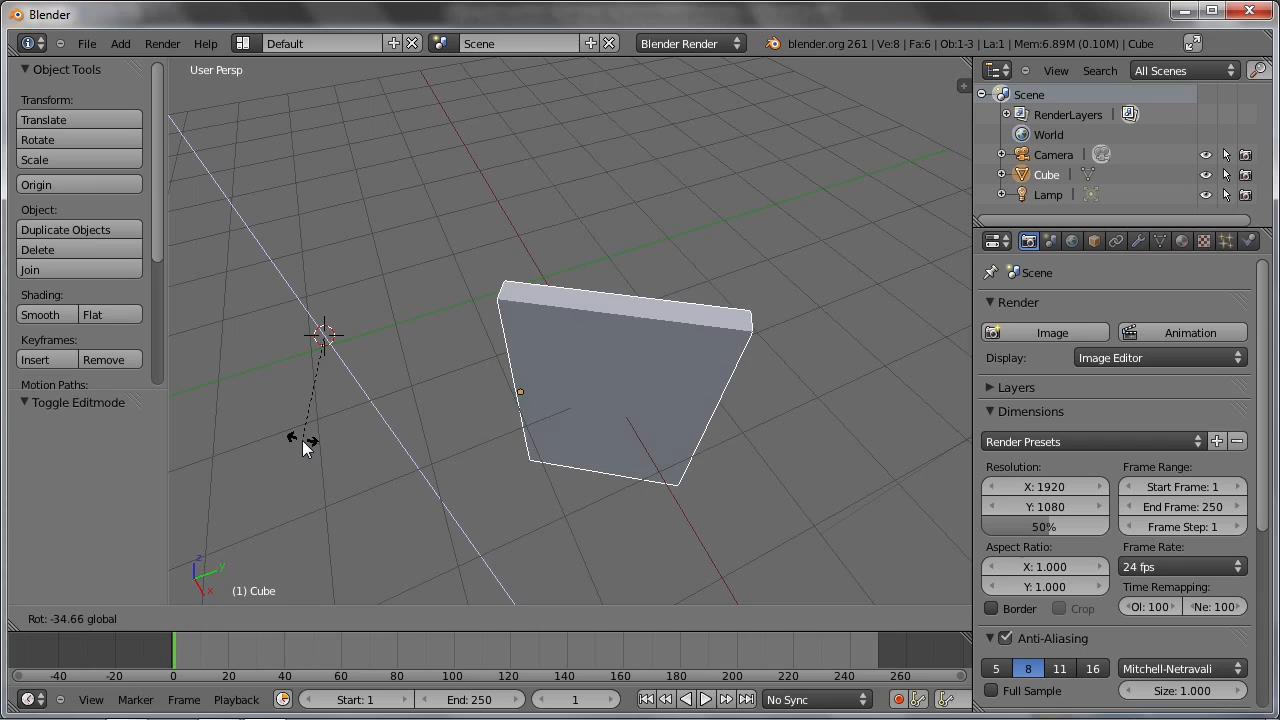 Blender
File Add Render Help Default Scene Blender Render blender.org 261 | Ve:8 | Fa:6 | Ob:1-3 | La:1 | Mem:6.89M (0.10M) | Cube
Object Tools
Transform:
Translate
Rotate
Scale
Origin
Object:
Duplicate Objects
Delete
Join
Shading:
Smooth Flat
Keyframes:
Insert Remove
Motion Paths:
Toggle Editmode
User Persp
z
y
x
(1) Cube
Rot: -34.66 global
View Search All Scenes
Scene
RenderLayers |
World
Camera |
Cube |
Lamp |
Scene
Render
Image Animation
Display: Image Editor
Layers
Dimensions
Render Presets
Resolution: Frame Range:
X: 1920 Start Frame: 1
Y: 1080 End Frame: 250
50% Frame Step: 1
Aspect Ratio: Frame Rate:
X: 1.000 24 fps
Y: 1.000 Time Remapping:
Border Crop Ol: 100 Ne: 100
Anti-Aliasing
5 8 11 16 Mitchell-Netravali
Full Sample Size: 1.000
-40 -20 0 20 40 60 80 100 120 140 160 180 200 220 240 260
View Marker Frame Playback Start: 1 End: 250 1 No Sync